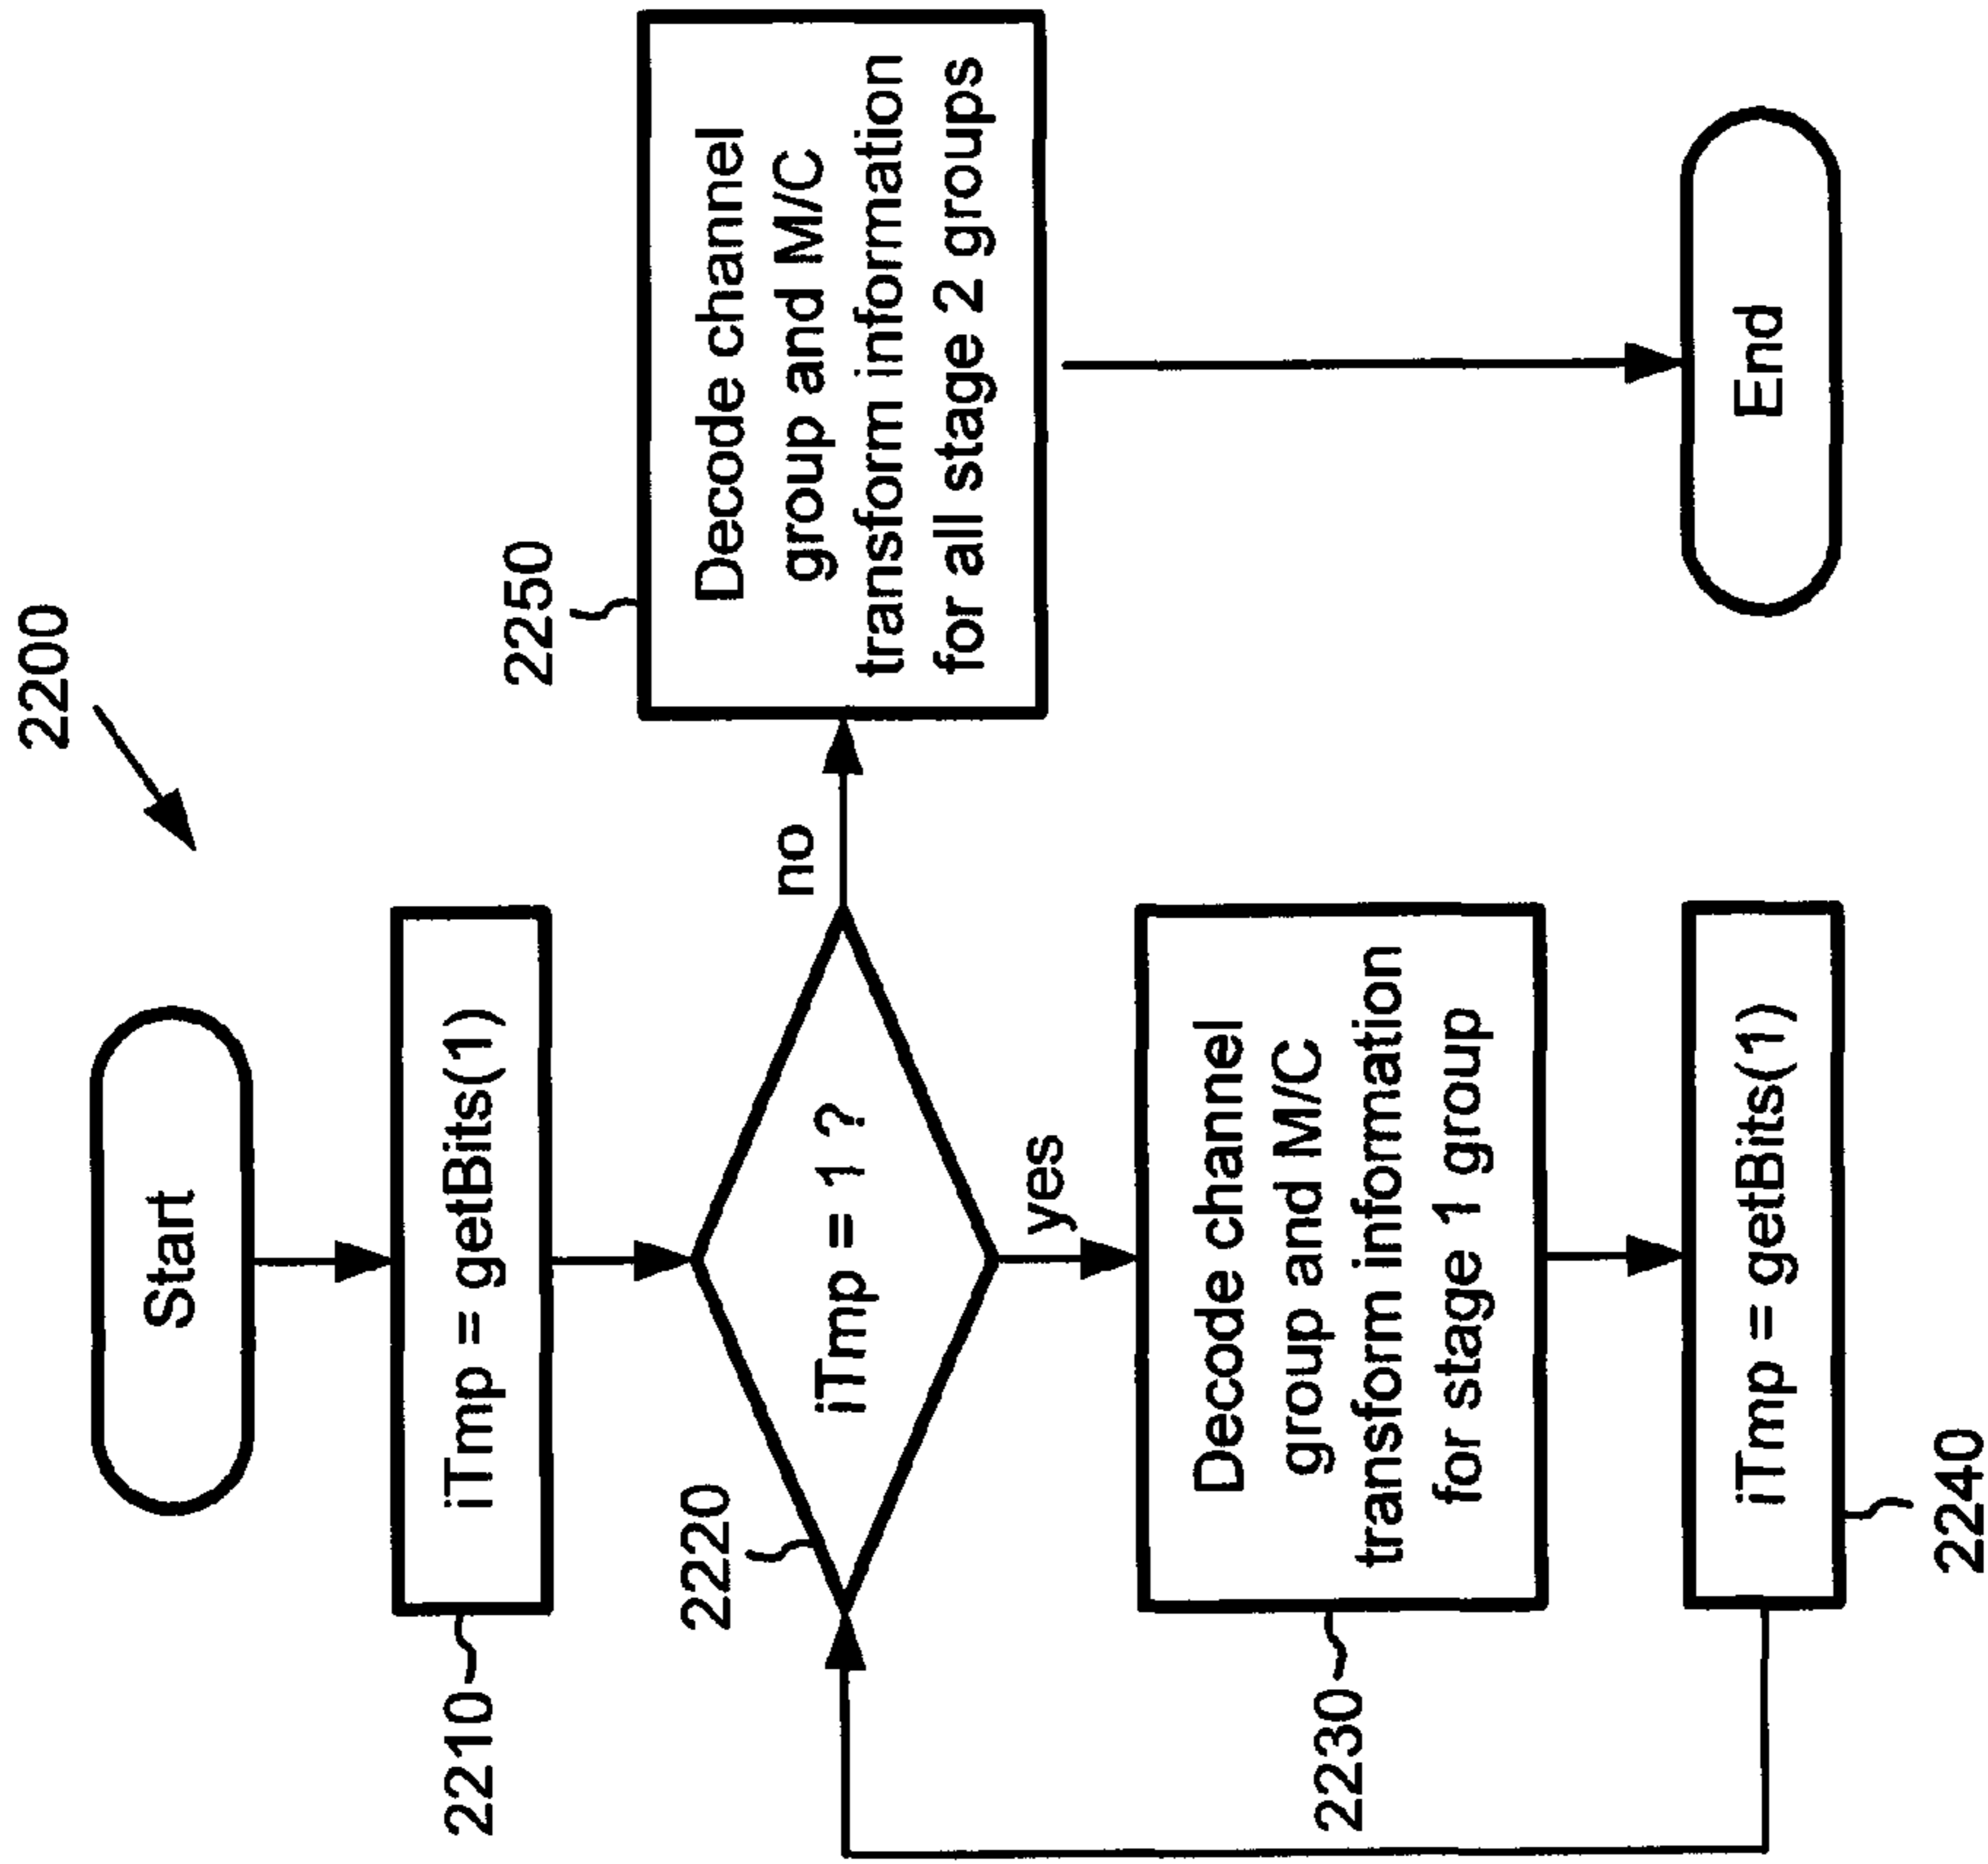 2200
Start
2210
iTmp = getBits(1)
2220
iTmp = 1 ?
no
yes
2250
Decode channel
group and M/C
transform information
for all stage 2 groups
2230
Decode channel
group and M/C
transform information
for stage 1 group
iTmp = getBits(1)
2240
End